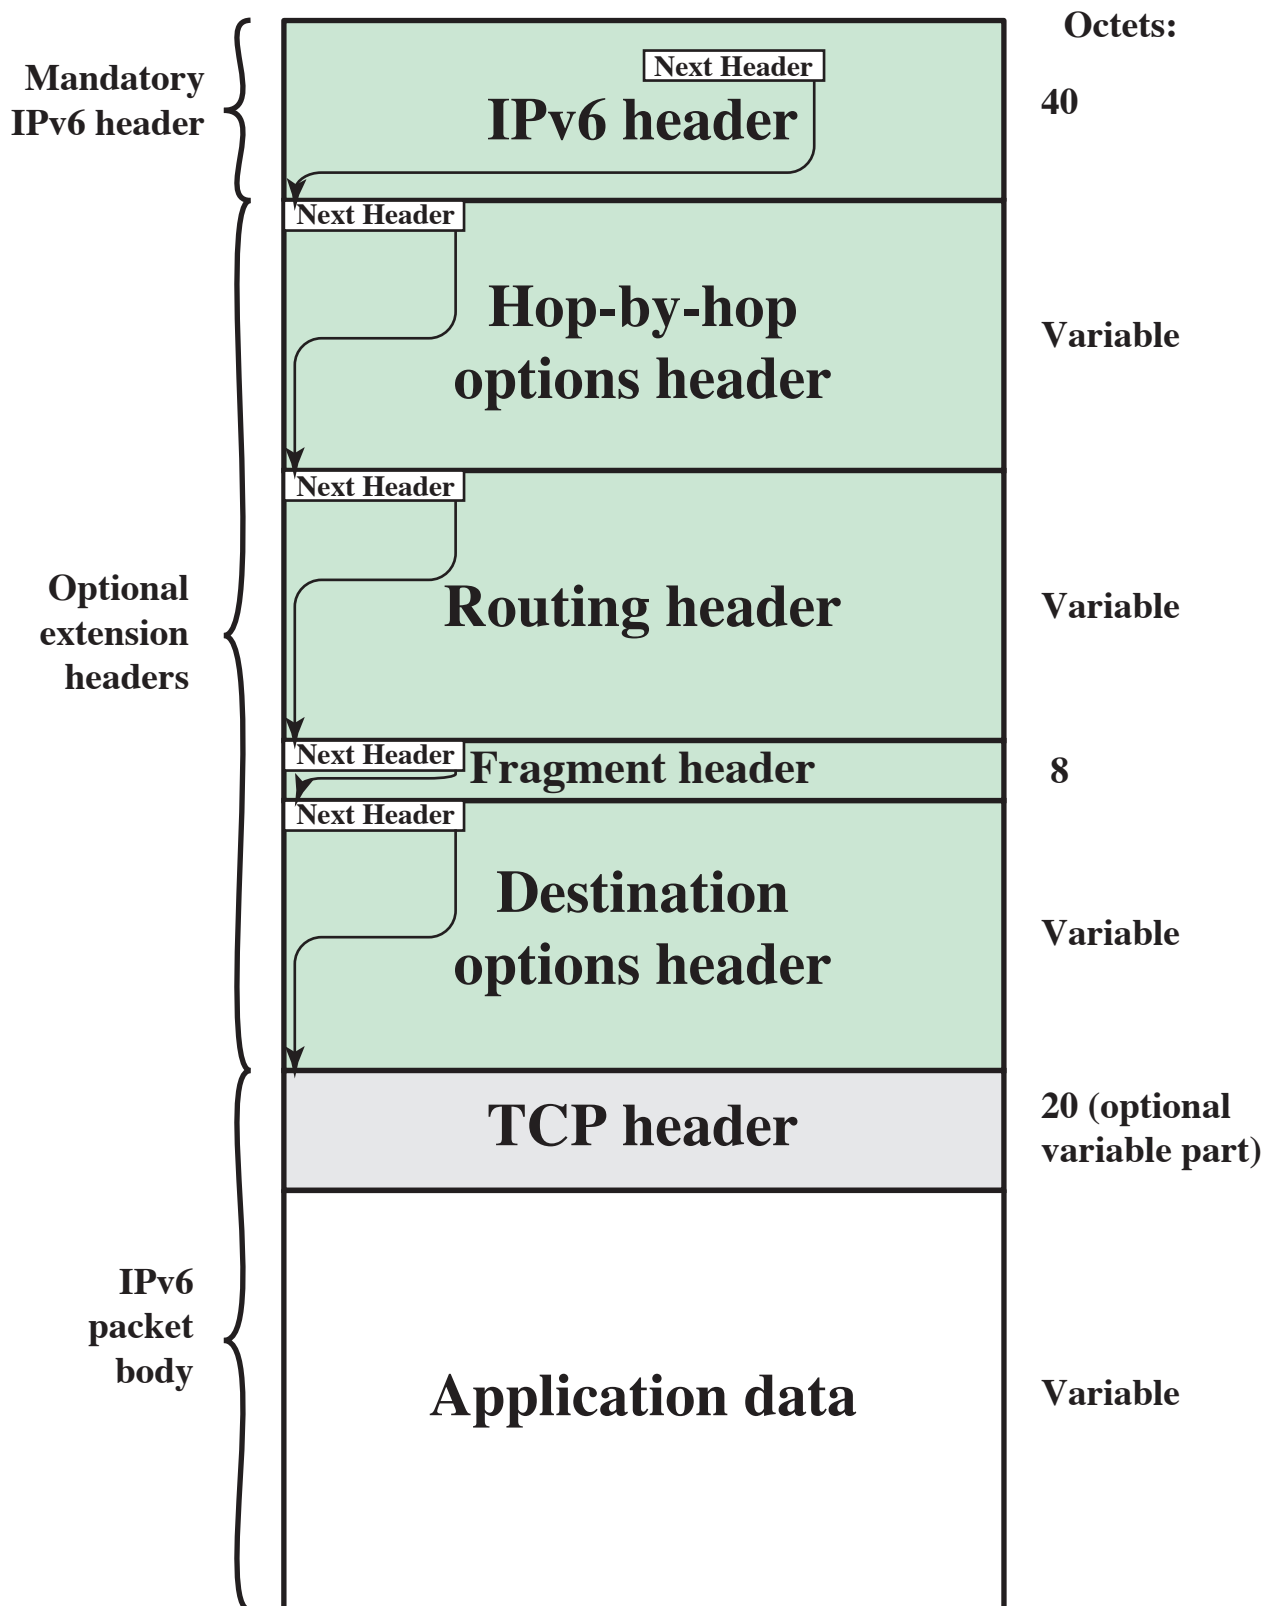 Octets:
Mandatory
IPv6 header
Next Header
IPv6 header
40
Next Header
Hop-by-hop
options header
Variable
Next Header
Optional
extension
headers
Routing header
Variable
Next Header
Fragment header
8
Next Header
Destination
options header
Variable
TCP header
20 (optional
variable part)
IPv6
packet
body
Application data
Variable